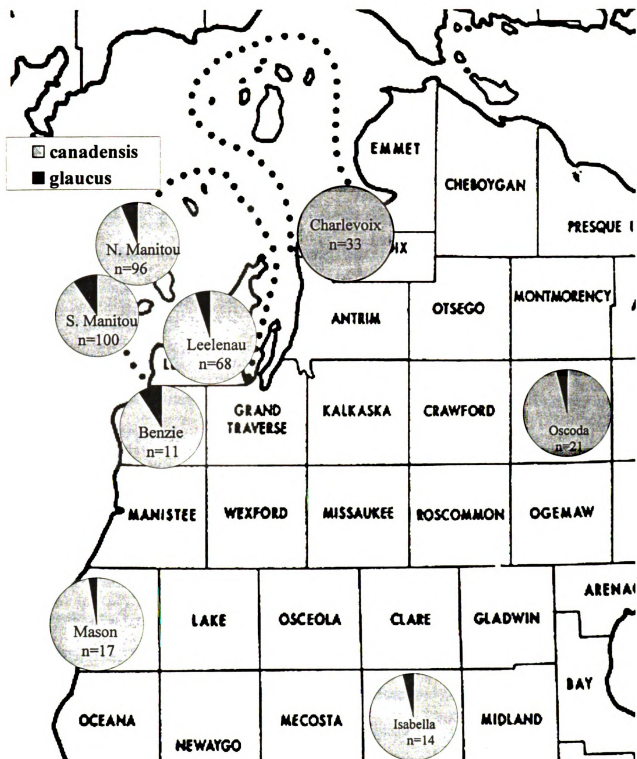 EMMET
canadensis
glaucus
CHEBOYGAN
PRESQUE I
Charlevoix
n=33
IX
N. Manitou
n=96
S. Manitou
n=100
Leelenau
n=68
L
ANTRIM
OTSEGO
MONTMORENCY
GRAND
TRAVERSE
KALKASKA
CRAWFORD
Oscoda
n=21
Benzie
n=11
MANISTEE
WEXFORD
MISSAUKEE
ROSCOMMON
OGEMAW
ARENA
Mason
n=17
LAKE
OSCEOLA
CLARE
GLADWIN
BAY
OCEANA
NEWAYGO
MECOSTA
Isabella
n=14
MIDLAND